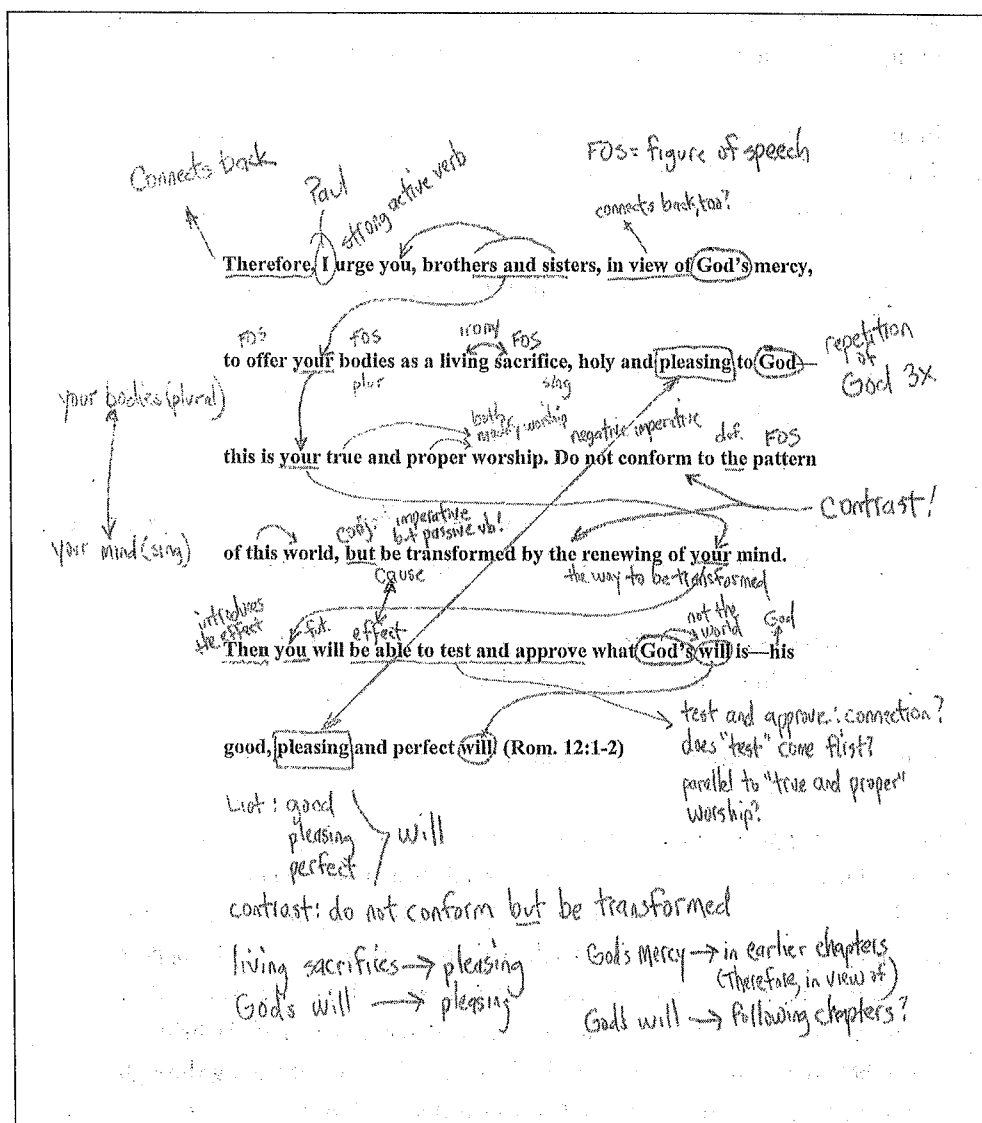 FOS = figure of speech
Connects back
Paul
strong active verb
connects back, too?
Therefore, I urge you, brothers and sisters, in view of God's mercy,
FOS FOS irony FOS
to offer your bodies as a living sacrifice, holy and pleasing to God—
repetition
of
God 3x
plur sing
your bodies (plural)
both
modify worship
negative imperative
def. FOS
this is your true and proper worship. Do not conform to the pattern
contrast!
conj. imperative
but passive vb!
your mind (sing)
of this world, but be transformed by the renewing of your mind.
cause
the way to be transformed
introduces
the effect
fut.
effect
not the
world
God
Then you will be able to test and approve what God's will is—his
test and approve: connection?
does "test" come first?
parallel to "true and proper"
worship?
good, pleasing and perfect will. (Rom. 12:1-2)
List: good
pleasing
perfect
will
contrast: do not conform but be transformed
living sacrifices → pleasing
God's will → pleasing
God's Mercy → in earlier chapters
(Therefore, in view of)
God's will → following chapters?